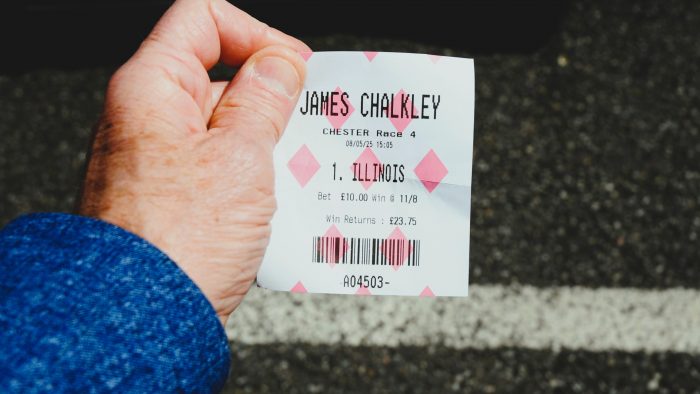 JAMES CHALKLEY
CHESTER Race 4
08/05/25 15:05
1. ILLINOIS
Bet £10.00 Win @ 11/8
Win Returns : £23.75
-A04503-